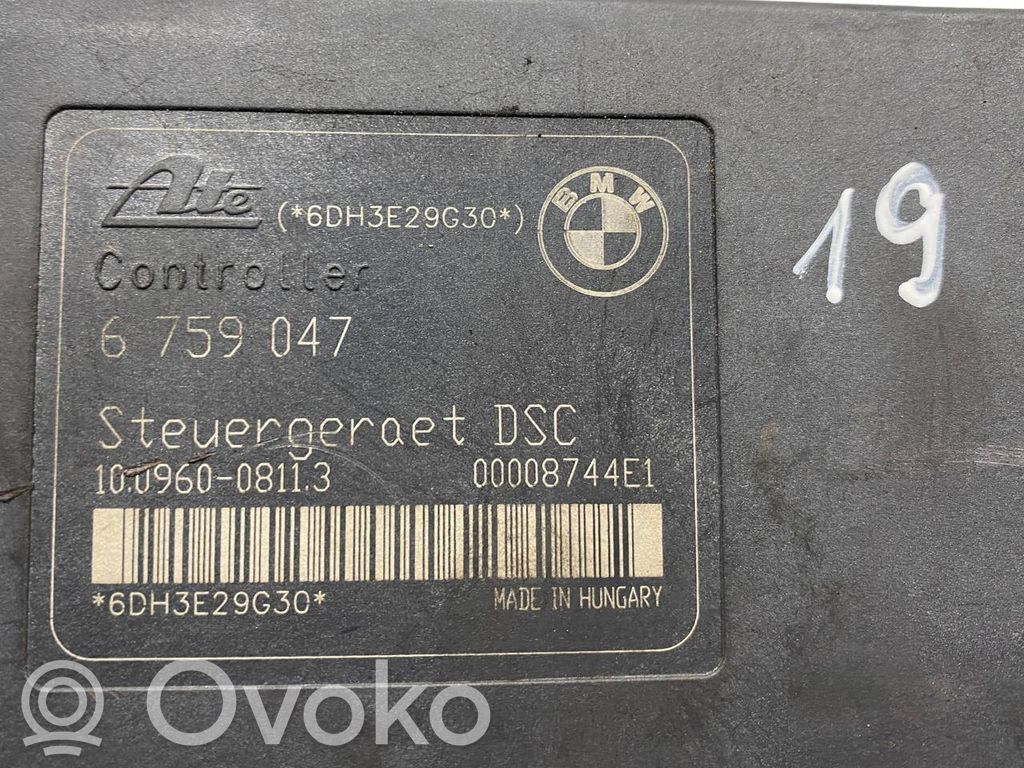 Ate (*6DH3E29G30*)
BMW
Controller
6 759 047
19
Steuergeraet DSC
10.0960-0811.3 00008744E1
*6DH3E29G30* MADE IN HUNGARY
Ovoko